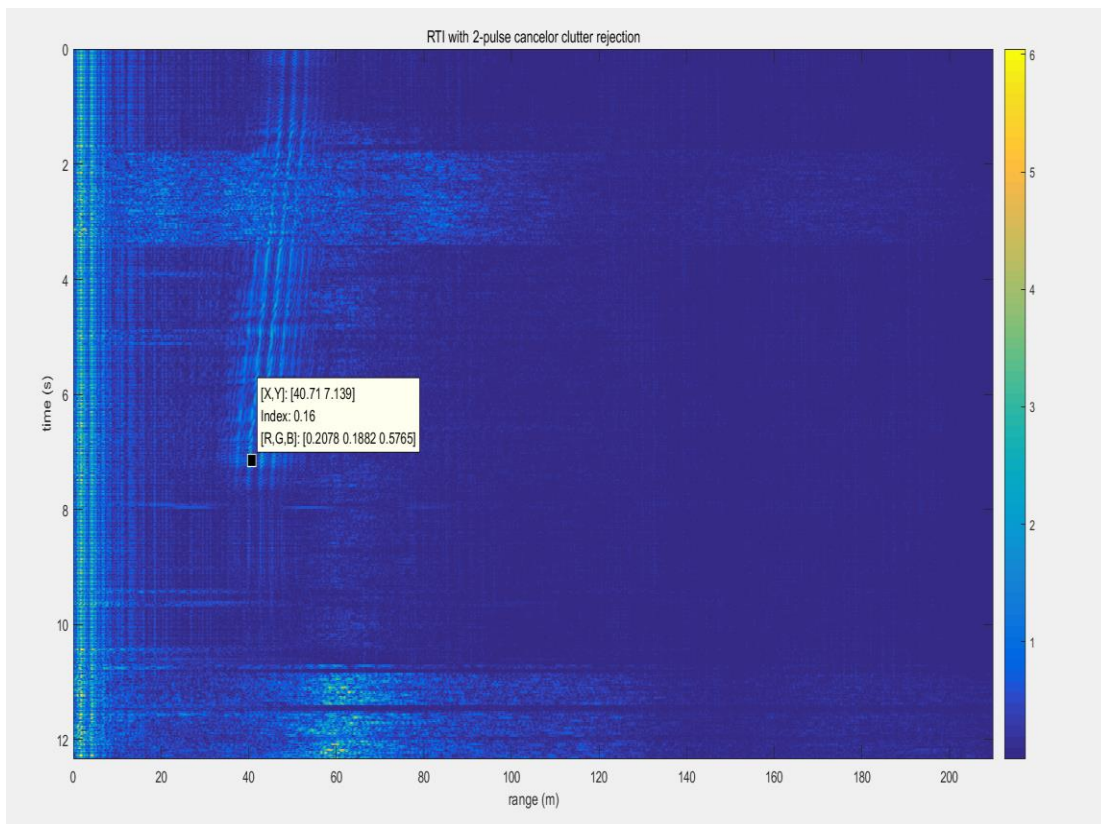 RTI with 2-pulse cancelor clutter rejection
0
2
4
6
8
10
12
time (s)
[X,Y]: [40.71 7.139]
Index: 0.16
[R,G,B]: [0.2078 0.1882 0.5765]
0 20 40 60 80 100 120 140 160 180 200
range (m)
6
5
4
3
2
1